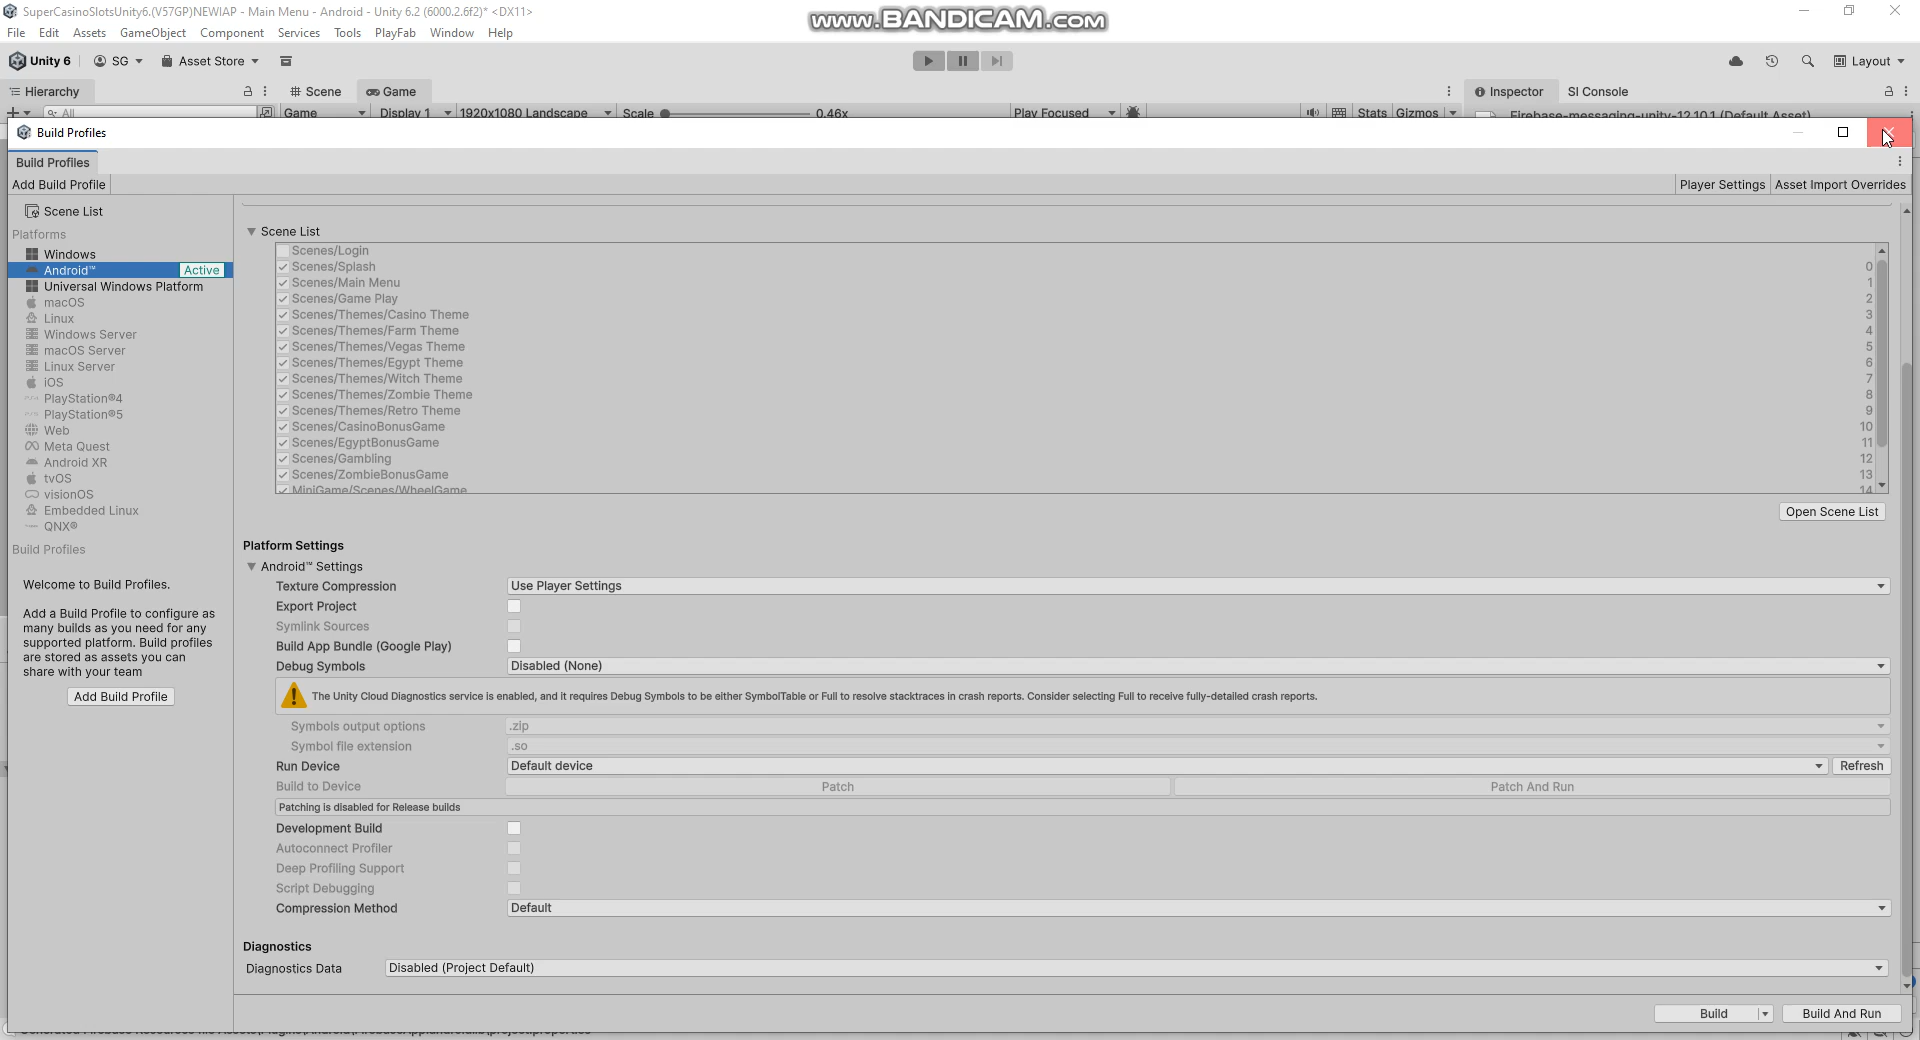 SuperCasinoSlotsUnity6.(V57GP)NEWIAP - Main Menu - Android - Unity 6.2 (6000.2.6f2)* <DX11>
www.BANDICAM.com
File Edit Assets GameObject Component Services Tools PlayFab Window Help
Unity 6 SG Asset Store Layout
Hierarchy Scene Game Inspector SI Console
All Game Display 1 1920x1080 Landscape Scale 0.46x Play Focused Stats Gizmos Firebase-messaging-unity-12.10.1 (Default Asset)
Build Profiles
Build Profiles
Add Build Profile Player Settings Asset Import Overrides
Scene List
Platforms
Windows
Android™ Active
Universal Windows Platform
macOS
Linux
Windows Server
macOS Server
Linux Server
iOS
PlayStation®4
PlayStation®5
Web
Meta Quest
Android XR
tvOS
visionOS
Embedded Linux
QNX®
Build Profiles
Welcome to Build Profiles.
Add a Build Profile to configure as
many builds as you need for any
supported platform. Build profiles
are stored as assets you can
share with your team
Add Build Profile
Scene List
Scenes/Login
Scenes/Splash 0
Scenes/Main Menu 1
Scenes/Game Play 2
Scenes/Themes/Casino Theme 3
Scenes/Themes/Farm Theme 4
Scenes/Themes/Vegas Theme 5
Scenes/Themes/Egypt Theme 6
Scenes/Themes/Witch Theme 7
Scenes/Themes/Zombie Theme 8
Scenes/Themes/Retro Theme 9
Scenes/CasinoBonusGame 10
Scenes/EgyptBonusGame 11
Scenes/Gambling 12
Scenes/ZombieBonusGame 13
MiniGame/Scenes/WheelGame 14
Open Scene List
Platform Settings
Android™ Settings
Texture Compression Use Player Settings
Export Project
Symlink Sources
Build App Bundle (Google Play)
Debug Symbols Disabled (None)
The Unity Cloud Diagnostics service is enabled, and it requires Debug Symbols to be either SymbolTable or Full to resolve stacktraces in crash reports. Consider selecting Full to receive fully-detailed crash reports.
Symbols output options .zip
Symbol file extension .so
Run Device Default device Refresh
Build to Device Patch Patch And Run
Patching is disabled for Release builds
Development Build
Autoconnect Profiler
Deep Profiling Support
Script Debugging
Compression Method Default
Diagnostics
Diagnostics Data Disabled (Project Default)
Build Build And Run